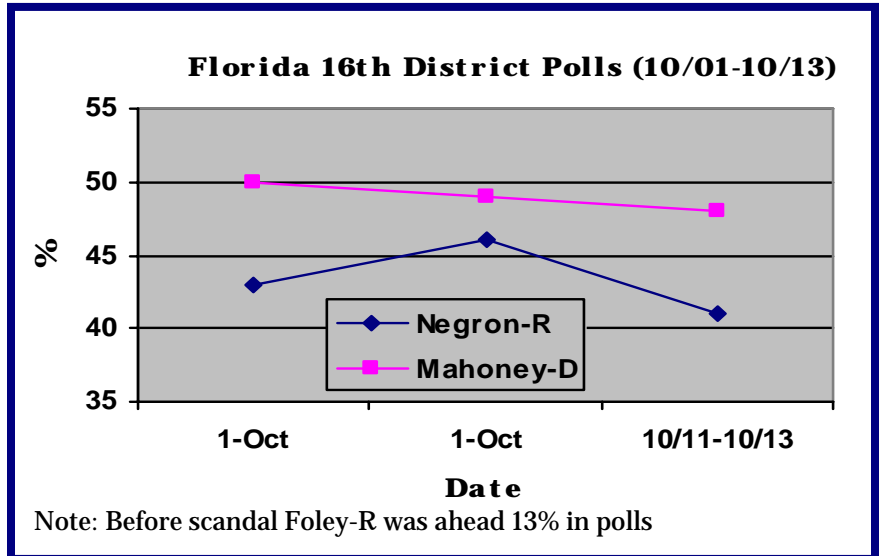 Florida 16th District Polls (10/01-10/13)
55
50
45
40
35
%
Negron-R
Mahoney-D
1-Oct 1-Oct 10/11-10/13
Date
Note: Before scandal Foley-R was ahead 13% in polls